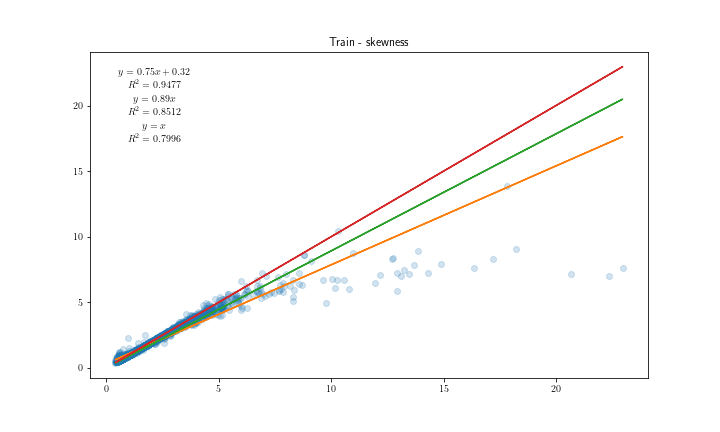 Train - skewness
y = 0.75x + 0.32
R² = 0.9477
y = 0.89x
R² = 0.8512
y = x
R² = 0.7996
20
15
10
5
0
0 5 10 15 20